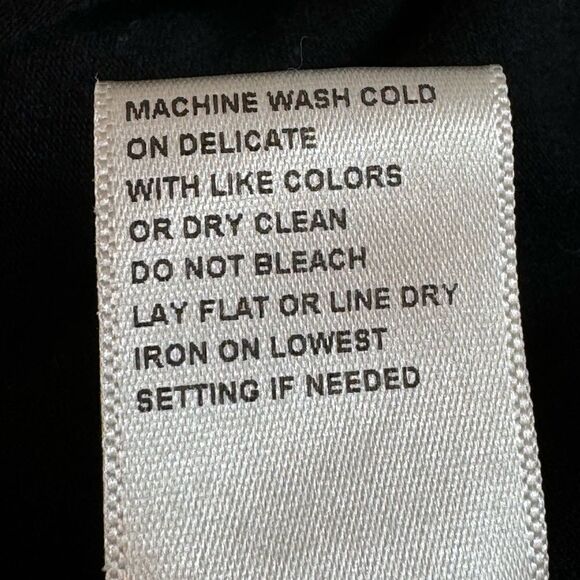 MACHINE WASH COLD
ON DELICATE
WITH LIKE COLORS
OR DRY CLEAN
DO NOT BLEACH
LAY FLAT OR LINE DRY
IRON ON LOWEST
SETTING IF NEEDED